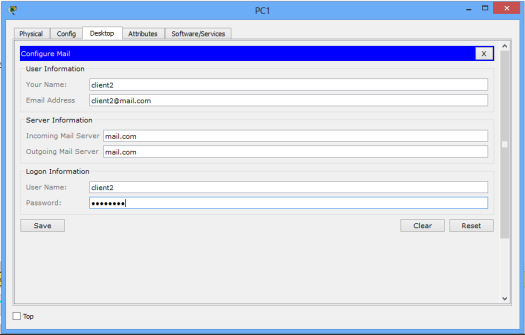 PC1
Physical Config Desktop Attributes Software/Services
Configure Mail X
User Information
Your Name: client2
Email Address client2@mail.com
Server Information
Incoming Mail Server mail.com
Outgoing Mail Server mail.com
Logon Information
User Name: client2
Password: ••••••••
Save Clear Reset
Top